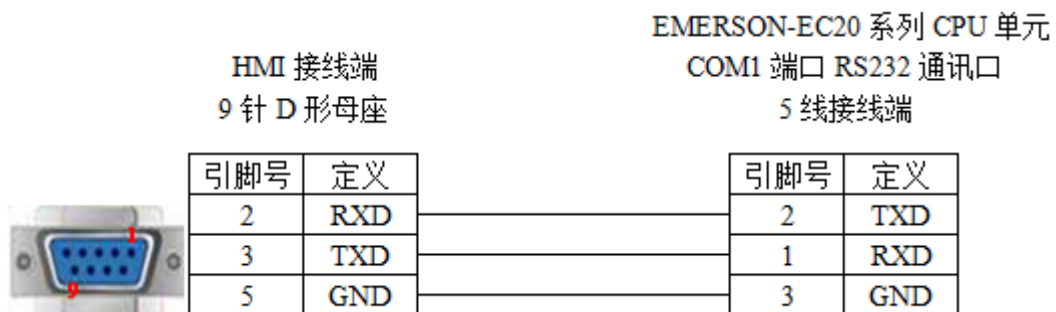 EMERSON-EC20 系列 CPU 单元
HMI 接线端 COM1 端口 RS232 通讯口
9 针 D 形母座 5 线接线端
引脚号 定义 引脚号 定义
2 RXD 2 TXD
1
3 TXD 1 RXD
9
5 GND 3 GND